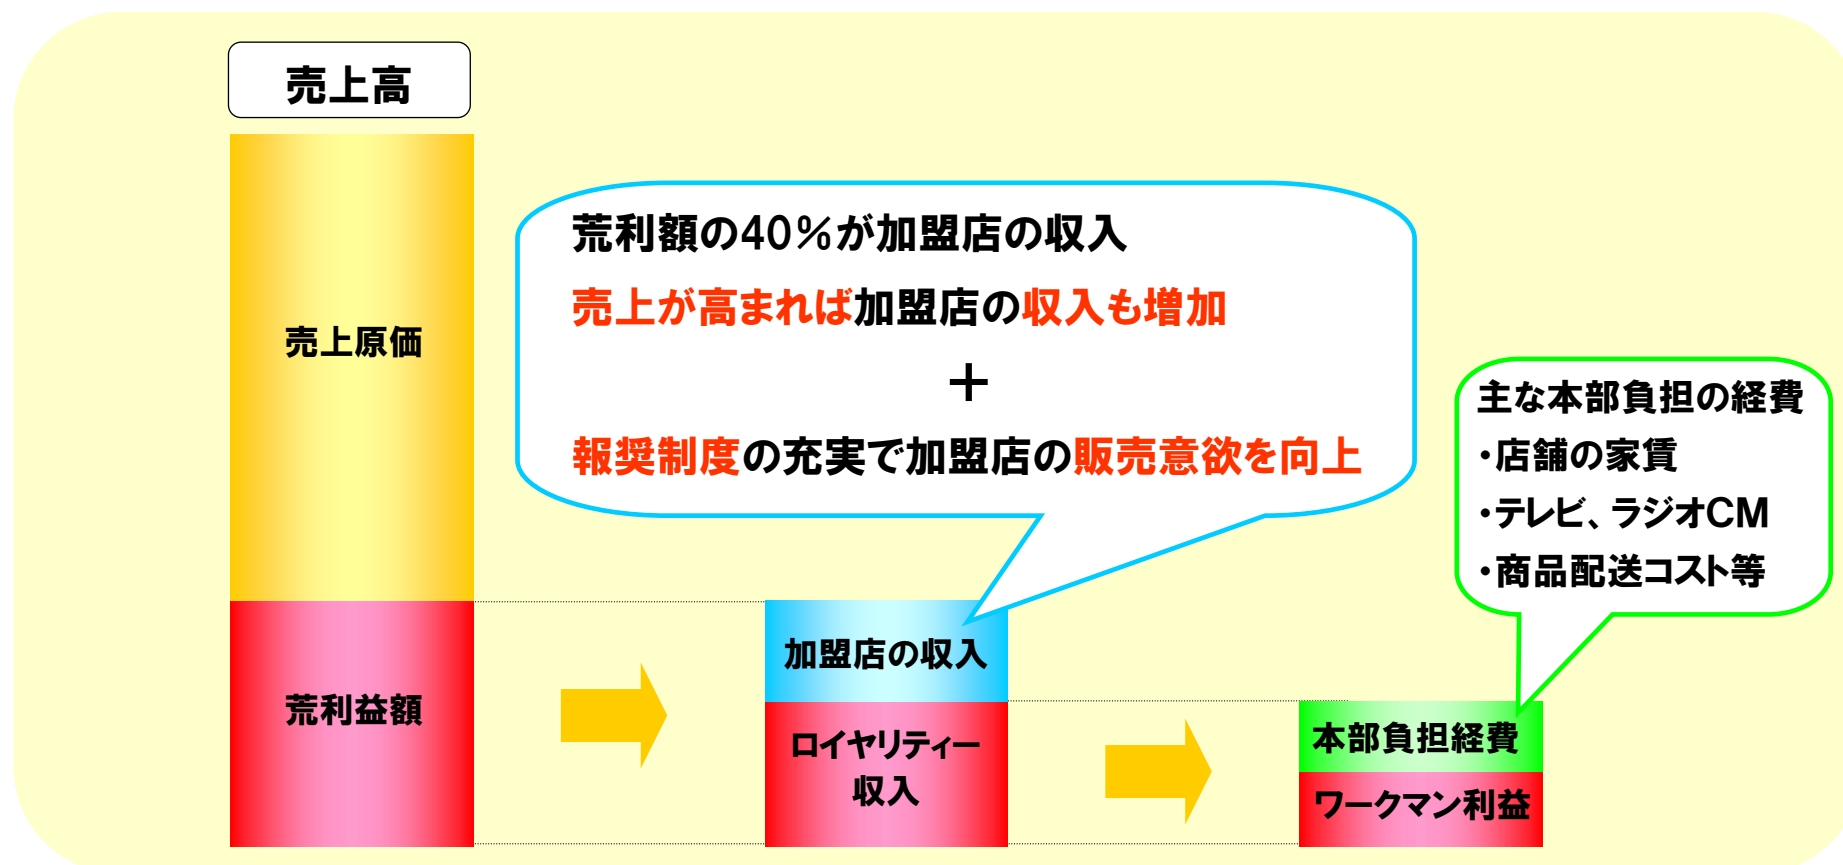 売上高
売上原価
荒利益額
荒利額の40％が加盟店の収入
売上が高まれば加盟店の収入も増加
＋
報奨制度の充実で加盟店の販売意欲を向上
加盟店の収入
ロイヤリティー
収入
主な本部負担の経費
・店舗の家賃
・テレビ、ラジオCM
・商品配送コスト等
本部負担経費
ワークマン利益